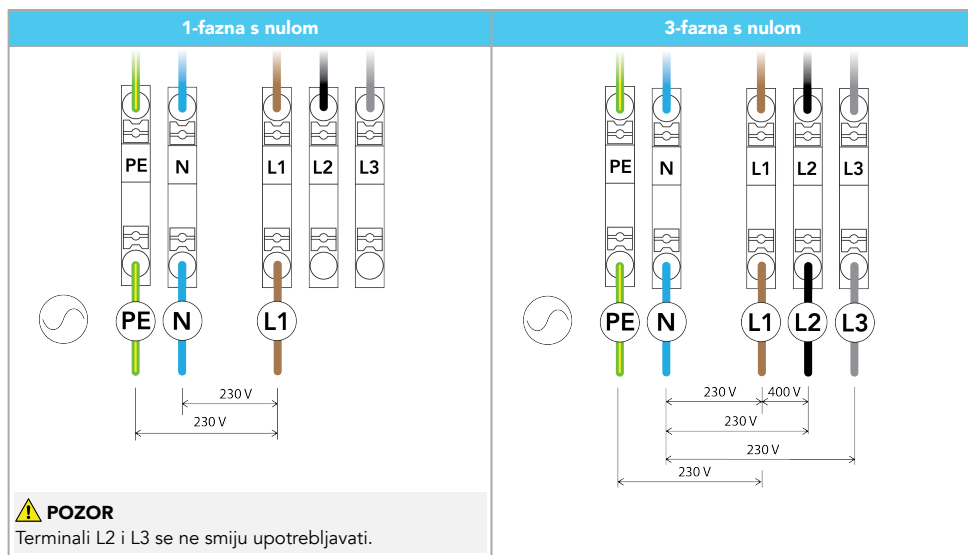 1-fazna s nulom
PE N L1 L2 L3
PE N L1
230 V
230 V
POZOR
Terminali L2 i L3 se ne smiju upotrebljavati.
3-fazna s nulom
PE N L1 L2 L3
PE N L1 L2 L3
230 V 400 V
230 V
230 V
230 V